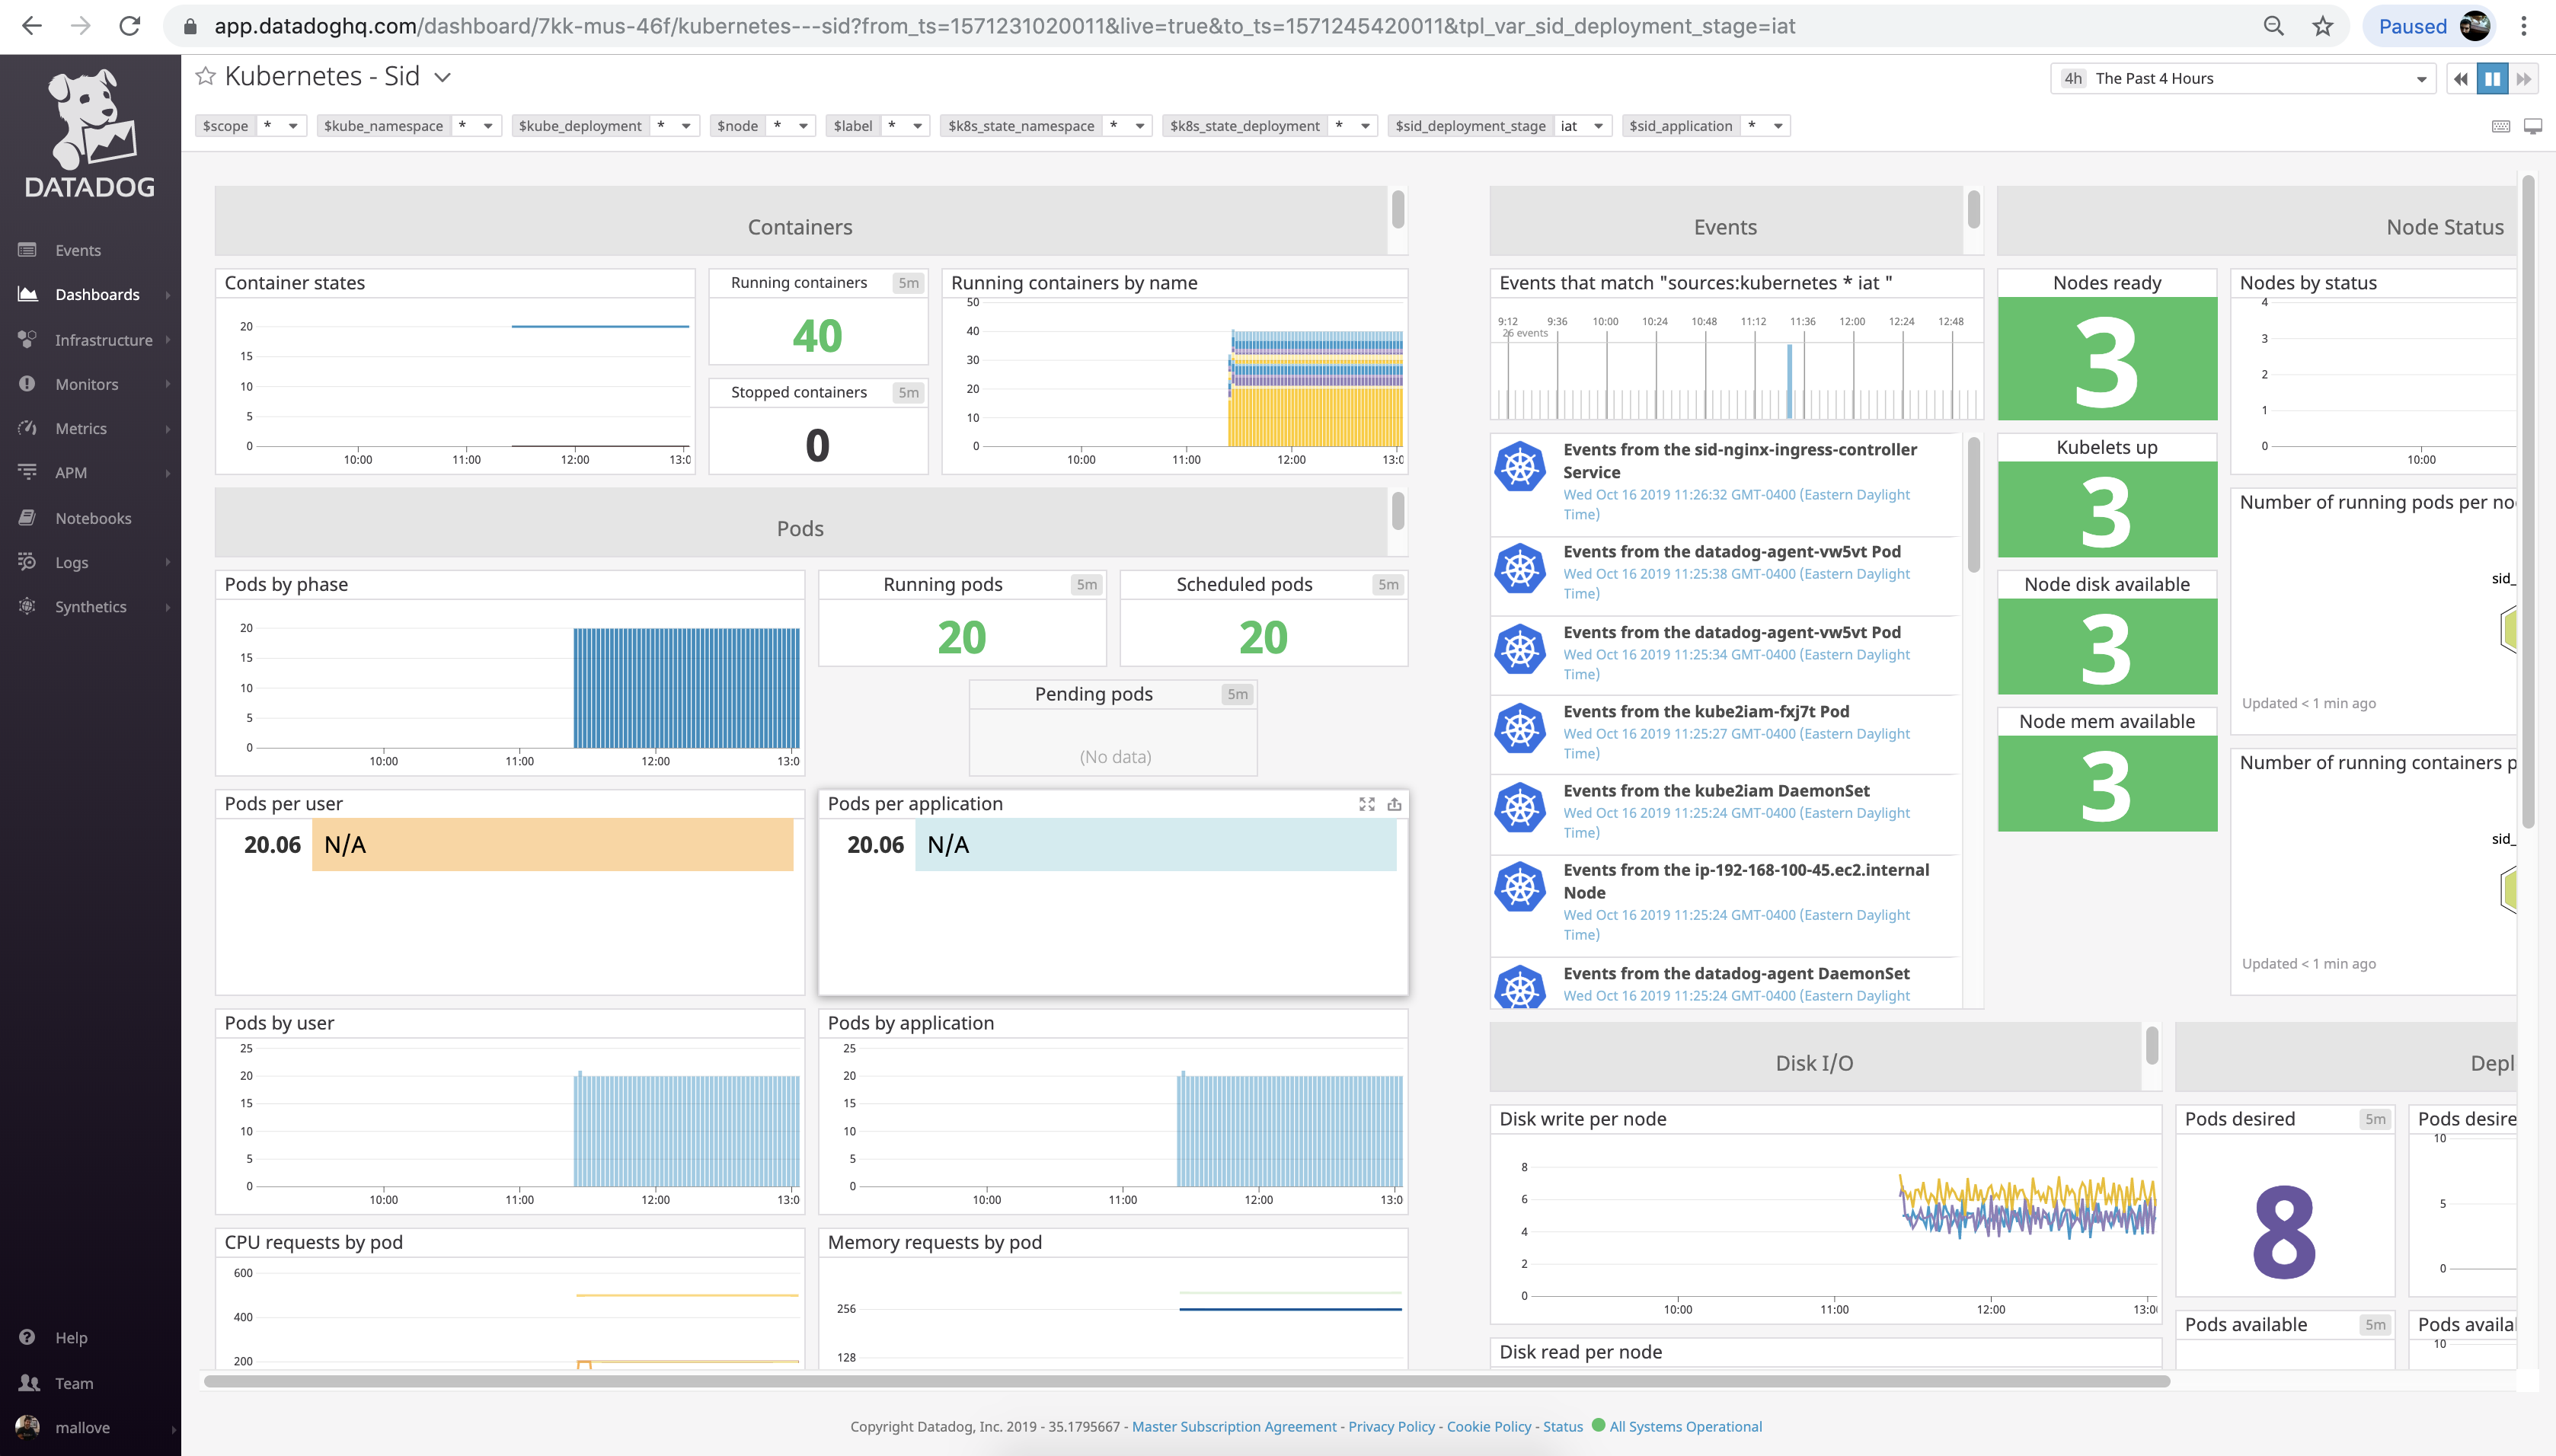 app.datadoghq.com/dashboard/7kk-mus-46f/kubernetes---sid?from_ts=1571231020011&live=true&to_ts=1571245420011&tpl_var_sid_deployment_stage=iat
Paused
DATADOG
Events
Dashboards
Infrastructure
Monitors
Metrics
APM
Notebooks
Logs
Synthetics
Help
Team
mallove
Kubernetes - Sid
4h The Past 4 Hours
$scope * $kube_namespace * $kube_deployment * $node * $label * $k8s_state_namespace * $k8s_state_deployment * $sid_deployment_stage iat $sid_application *
Containers
Container states
20
15
10
5
0
10:00 11:00 12:00 13:0
Running containers 5m
40
Stopped containers 5m
0
Running containers by name
50
40
30
20
10
0
10:00 11:00 12:00 13:0
Pods
Pods by phase
20
15
10
5
0
10:00 11:00 12:00 13:0
Running pods 5m
20
Scheduled pods 5m
20
Pending pods 5m
(No data)
Pods per user
20.06 N/A
Pods per application
20.06 N/A
Pods by user
25
20
15
10
5
0
10:00 11:00 12:00 13:0
Pods by application
25
20
15
10
5
0
10:00 11:00 12:00 13:0
CPU requests by pod
600
400
200
Memory requests by pod
256
128
Events
Events that match "sources:kubernetes * iat "
9:12 9:36 10:00 10:24 10:48 11:12 11:36 12:00 12:24 12:48
26 events
Events from the sid-nginx-ingress-controller
Service
Wed Oct 16 2019 11:26:32 GMT-0400 (Eastern Daylight
Time)
Events from the datadog-agent-vw5vt Pod
Wed Oct 16 2019 11:25:38 GMT-0400 (Eastern Daylight
Time)
Events from the datadog-agent-vw5vt Pod
Wed Oct 16 2019 11:25:34 GMT-0400 (Eastern Daylight
Time)
Events from the kube2iam-fxj7t Pod
Wed Oct 16 2019 11:25:27 GMT-0400 (Eastern Daylight
Time)
Events from the kube2iam DaemonSet
Wed Oct 16 2019 11:25:24 GMT-0400 (Eastern Daylight
Time)
Events from the ip-192-168-100-45.ec2.internal
Node
Wed Oct 16 2019 11:25:24 GMT-0400 (Eastern Daylight
Time)
Events from the datadog-agent DaemonSet
Wed Oct 16 2019 11:25:24 GMT-0400 (Eastern Daylight
Node Status
Nodes ready
3
Kubelets up
3
Node disk available
3
Node mem available
3
Nodes by status
4
3
2
1
0
10:00
Number of running pods per no
sid_
Updated < 1 min ago
Number of running containers p
sid_
Updated < 1 min ago
Disk I/O
Disk write per node
8
6
4
2
0
10:00 11:00 12:00 13:0
Disk read per node
Depl
Pods desired 5m
8
Pods desire
10
5
0
Pods available 5m
Pods availa
10
Copyright Datadog, Inc. 2019 - 35.1795667 - Master Subscription Agreement - Privacy Policy - Cookie Policy - Status All Systems Operational